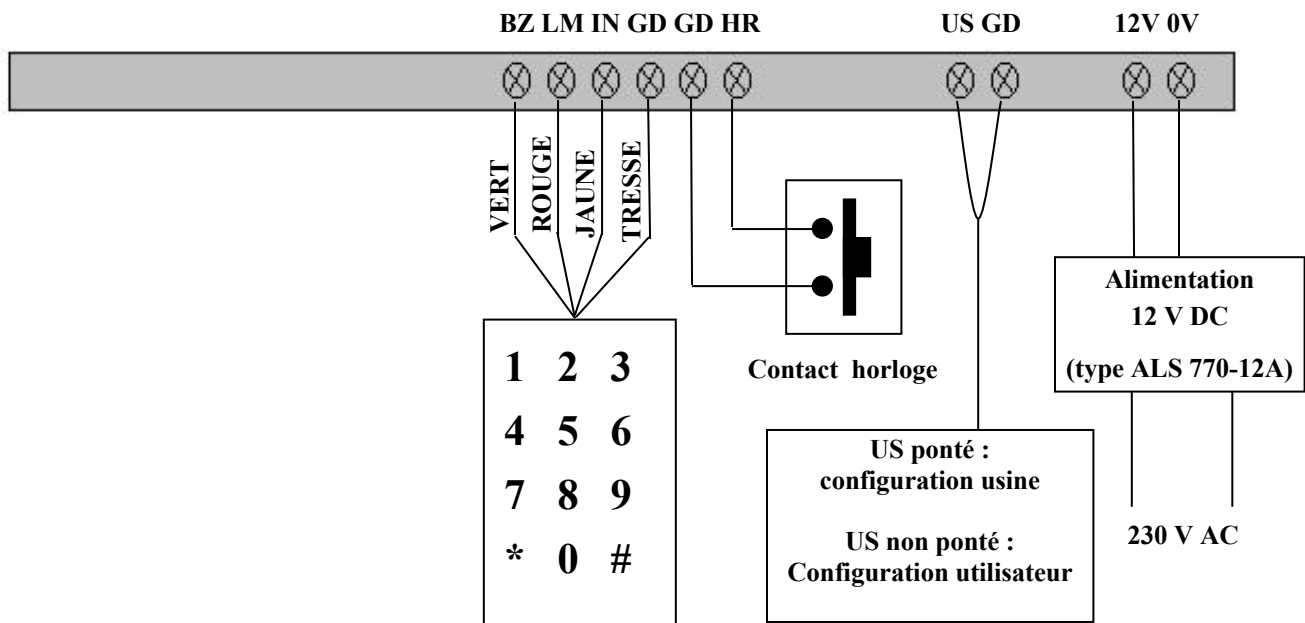 BZ LM IN GD GD HR US GD 12V 0V
VERT
ROUGE
JAUNE
TRESSE
1 2 3
4 5 6
7 8 9
* 0 #
Contact horloge
US ponté :
configuration usine
US non ponté :
Configuration utilisateur
Alimentation
12 V DC
(type ALS 770-12A)
230 V AC